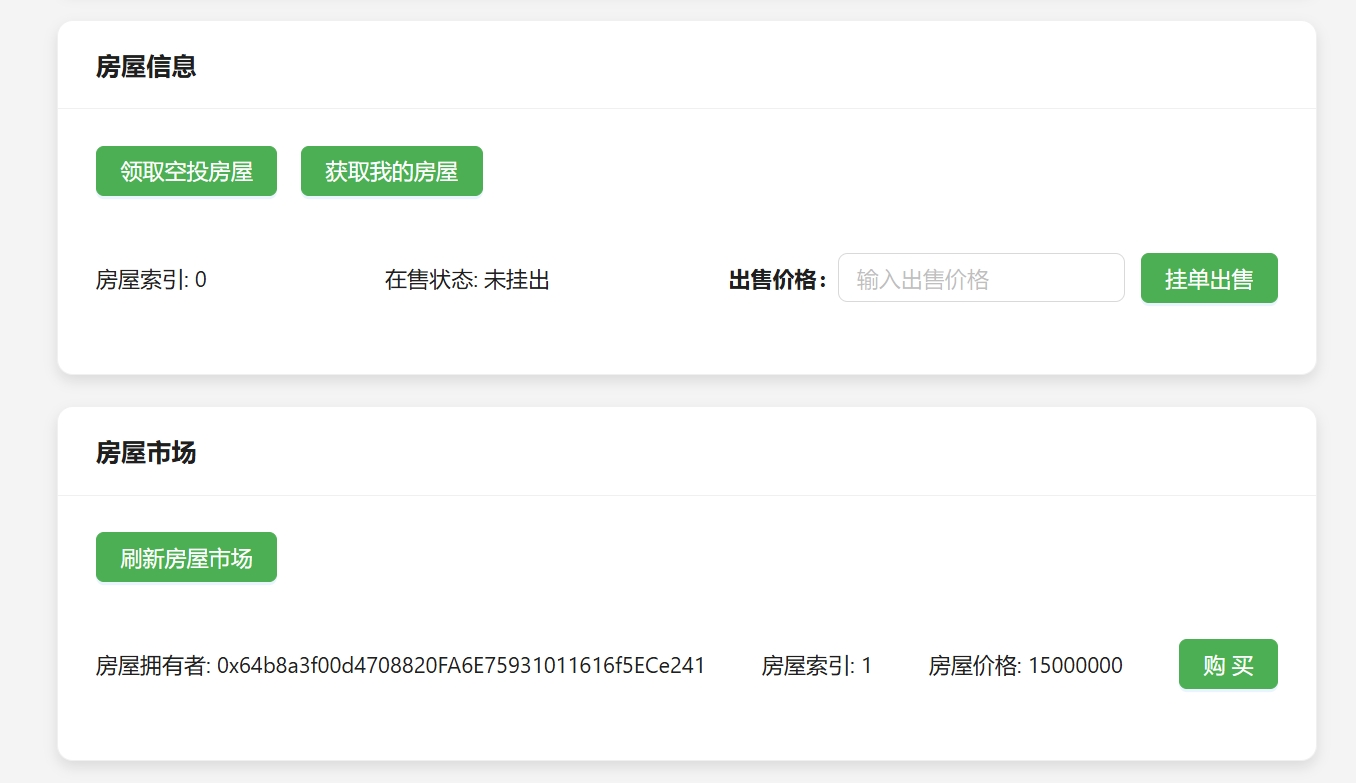 房屋信息
领取空投房屋 获取我的房屋
房屋索引: 0 在售状态: 未挂出 出售价格: 输入出售价格 挂单出售
房屋市场
刷新房屋市场
房屋拥有者: 0x64b8a3f00d4708820FA6E75931011616f5ECe241 房屋索引: 1 房屋价格: 15000000 购 买